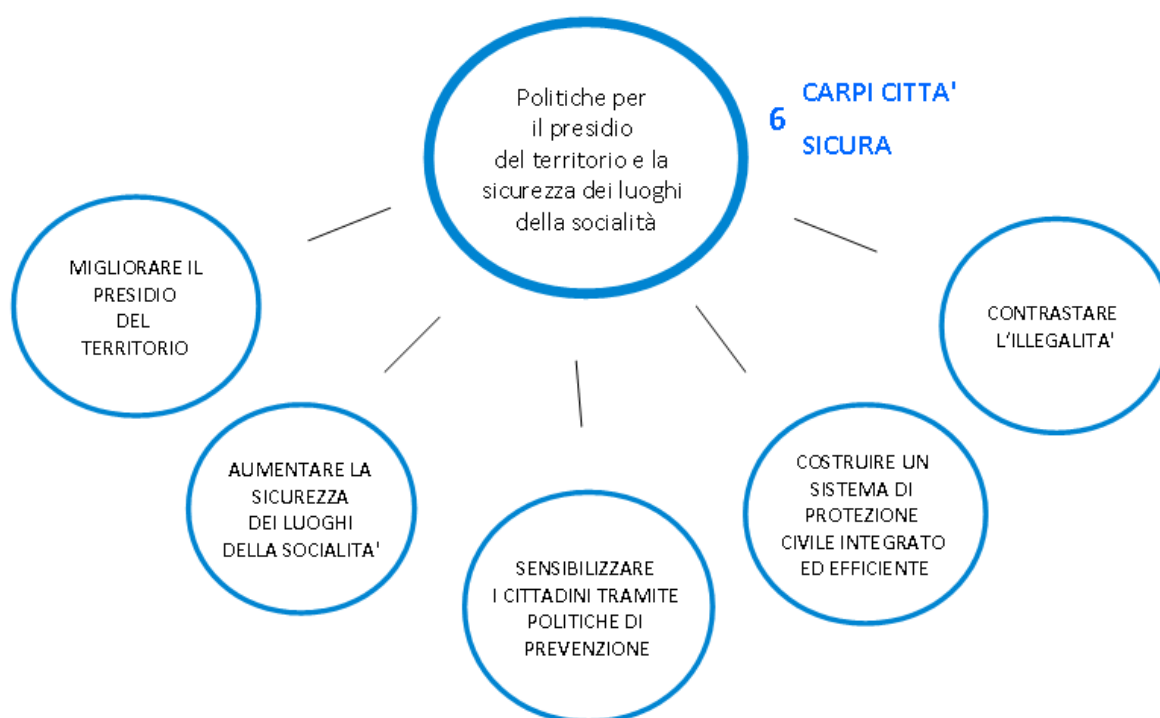 Politiche per
il presidio
del territorio e la
sicurezza dei luoghi
della socialità
6
CARPI CITTA'
SICURA
MIGLIORARE IL
PRESIDIO
DEL
TERRITORIO
AUMENTARE LA
SICUREZZA
DEI LUOGHI
DELLA SOCIALITA'
SENSIBILIZZARE
I CITTADINI TRAMITE
POLITICHE DI
PREVENZIONE
COSTRUIRE UN
SISTEMA DI
PROTEZIONE
CIVILE INTEGRATO
ED EFFICIENTE
CONTRASTARE
L'ILLEGALITA'